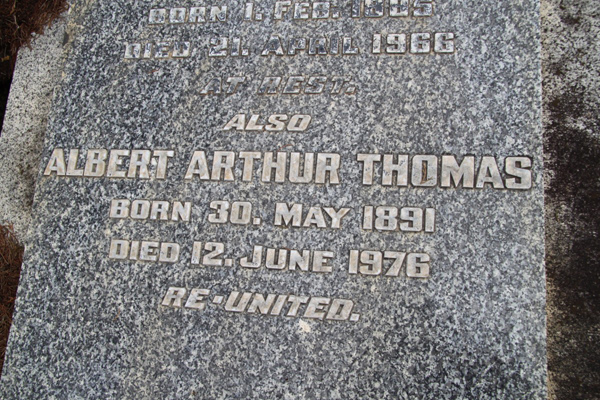 BORN 1. FEB. 1885
DIED 21. APRIL 1966
AT REST.
ALSO
ALBERT ARTHUR THOMAS
BORN 30. MAY 1891
DIED 12. JUNE 1976
RE-UNITED.